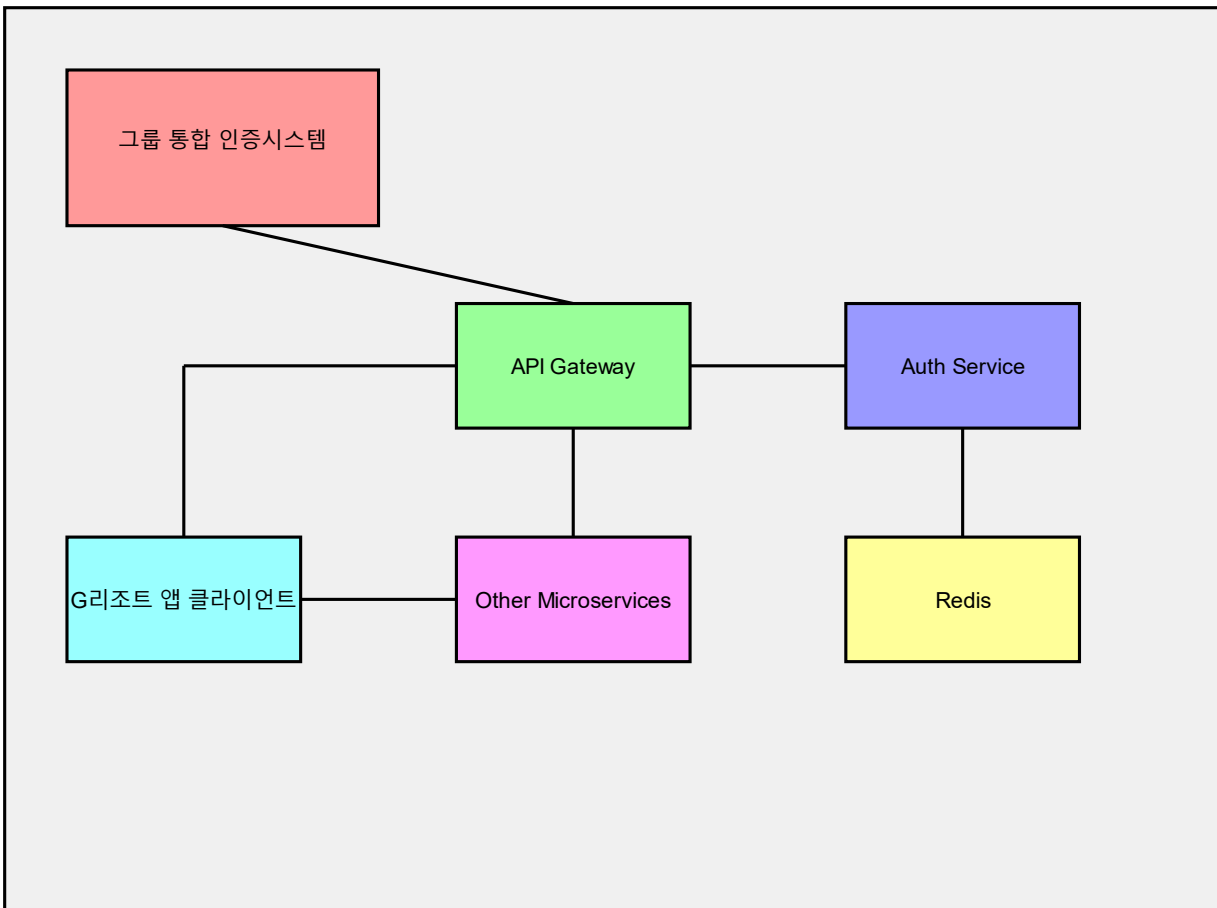 그룹 통합 인증시스템
API Gateway
Auth Service
G리조트 앱 클라이언트
Other Microservices
Redis